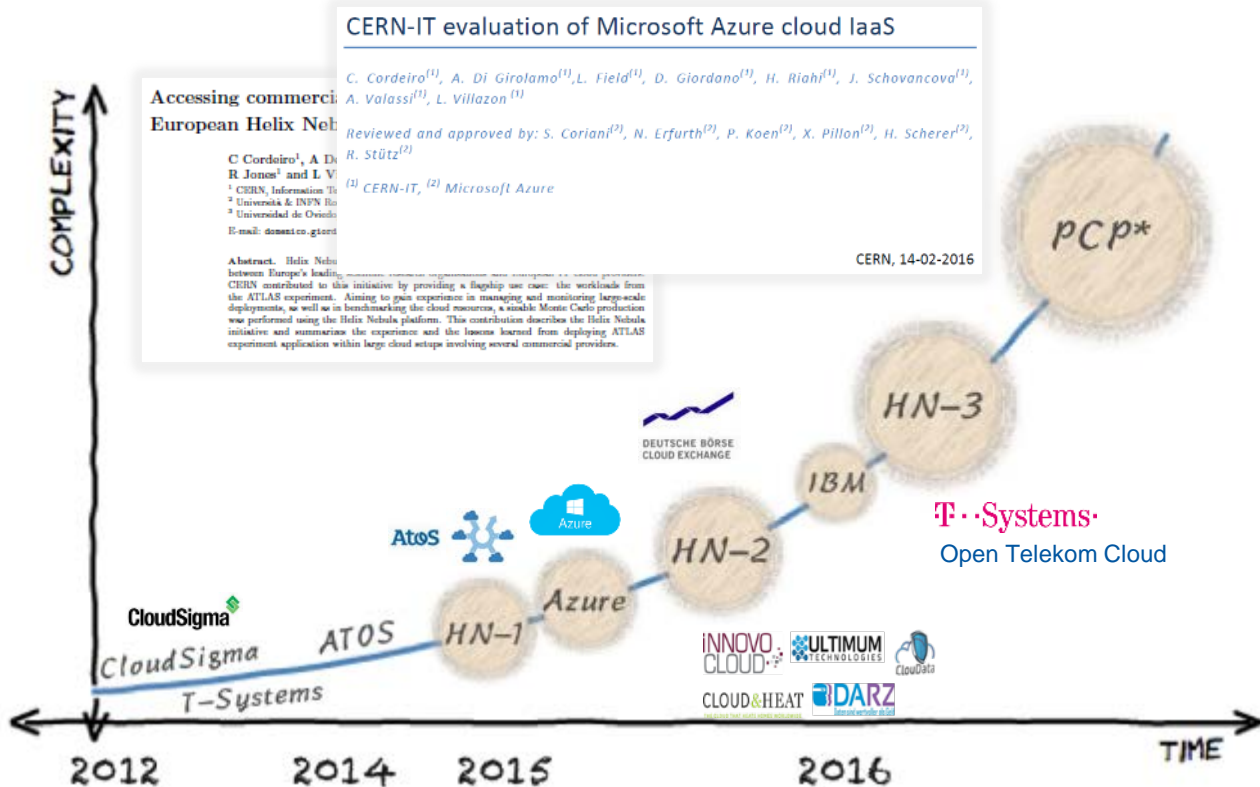 CERN-IT evaluation of Microsoft Azure cloud IaaS
C. Cordeiro(1), A. Di Girolamo(1),L. Field(1), D. Giordano(1), H. Riahi(1), J. Schovancova(1),
A. Valassi(1), L. Villazon (1)
Reviewed and approved by: S. Coriani(2), N. Erfurth(2), P. Koen(2), X. Pillon(2), H. Scherer(2),
R. Stütz(2)
(1) CERN-IT, (2) Microsoft Azure
CERN, 14-02-2016
Accessing commerci
European Helix Neb
C Cordeiro1, A D
R Jones1 and L V
1 CERN, Information
2 Università & INFN Ro
3 Universidad de Oviedo
E-mail:
Abstract. Helix Nebu
between Europe's leading
CERN contributed to this initiative by providing a flagship use case: the workloads from
the ATLAS experiment. Aiming to gain experience in managing and monitoring large-scale
deployments, as well as in benchmarking the cloud resources, a sizable Monte Carlo production
was performed using the Helix Nebula platform. This contribution describes the Helix Nebula
initiative and summarizes the experience and the lessons learned from deploying ATLAS
experiment application within large cloud setups involving several commercial providers.
COMPLEXITY
PCP*
HN-3
DEUTSCHE BÖRSE
CLOUD EXCHANGE
IBM
T··Systems·
Open Telekom Cloud
Azure
Atos
HN-2
Azure
HN-1
CloudSigma
ATOS
CloudSigma
T-Systems
INNOVO
CLOUD
ULTIMUM
TECHNOLOGIES
ClouData
CLOUD&HEAT
DARZ
TIME
2012
2014
2015
2016